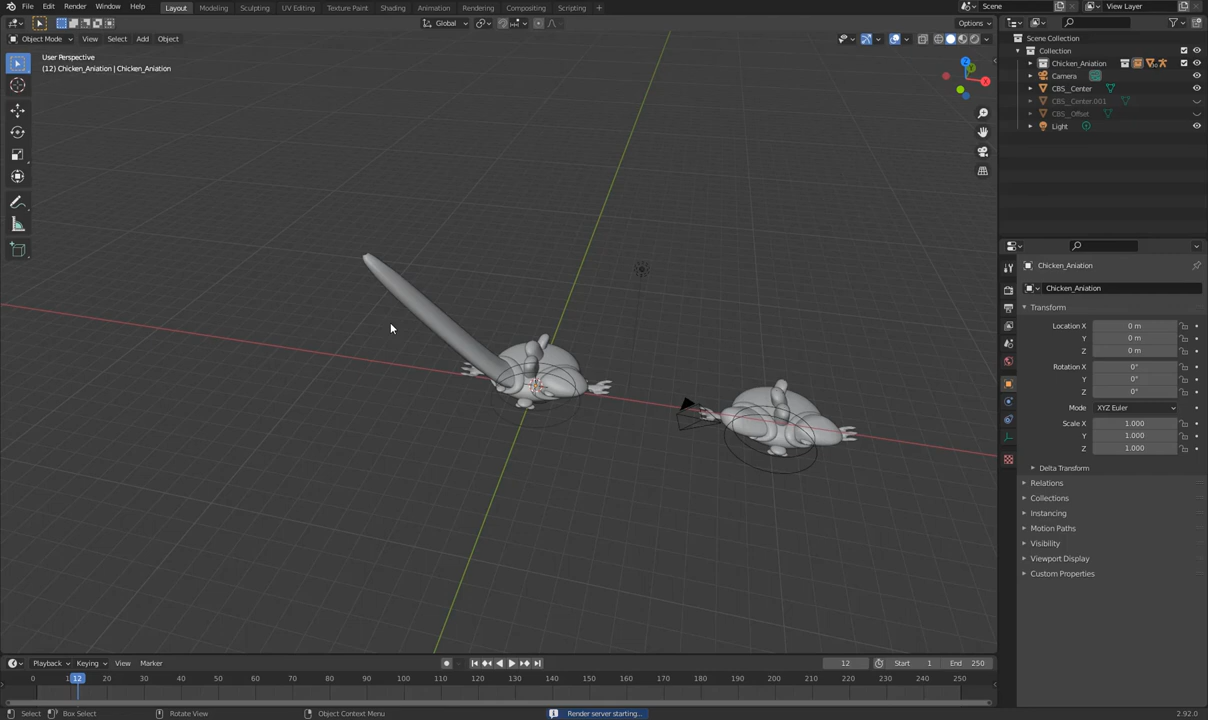 File Edit Render Window Help Layout Modeling Sculpting UV Editing Texture Paint Shading Animation Rendering Compositing Scripting + Scene View Layer
Global Options
Object Mode View Select Add Object
User Perspective
(12) Chicken_Aniation | Chicken_Aniation
X
Y
Z
Scene Collection
Collection
Chicken_Aniation
Camera
CBS__Center
CBS__Center.001
CBS__Offset
Light
Chicken_Aniation
Chicken_Aniation
Transform
Location X 0 m
Y 0 m
Z 0 m
Rotation X 0°
Y 0°
Z 0°
Mode XYZ Euler
Scale X 1.000
Y 1.000
Z 1.000
Delta Transform
Relations
Collections
Instancing
Motion Paths
Visibility
Viewport Display
Custom Properties
Playback Keying View Marker 12 Start 1 End 250
0 12 20 30 40 50 60 70 80 90 100 110 120 130 140 150 160 170 180 190 200 210 220 230 240 250
Select Box Select Rotate View Object Context Menu Render server starting... 2.92.0